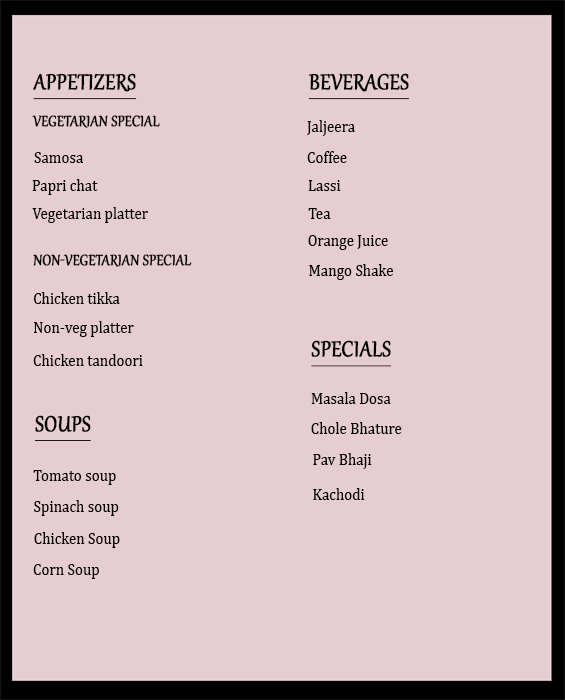 APPETIZERS
VEGETARIAN SPECIAL
Samosa
Papri chat
Vegetarian platter
NON-VEGETARIAN SPECIAL
Chicken tikka
Non-veg platter
Chicken tandoori
SOUPS
Tomato soup
Spinach soup
Chicken Soup
Corn Soup
BEVERAGES
Jaljeera
Coffee
Lassi
Tea
Orange Juice
Mango Shake
SPECIALS
Masala Dosa
Chole Bhature
Pav Bhaji
Kachodi